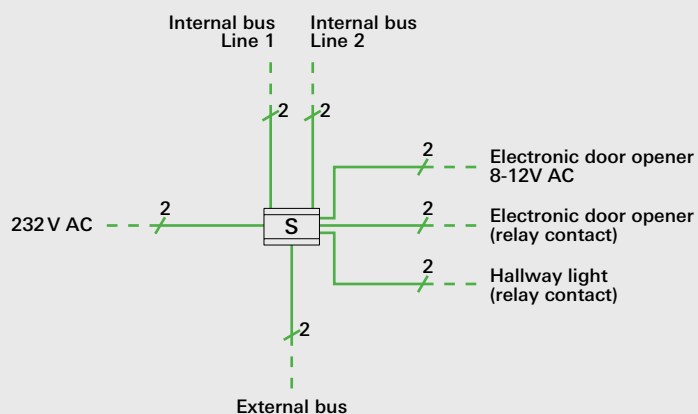 Internal bus
Line 1
Internal bus
Line 2
2
2
2
Electronic door opener
8-12V AC
232V AC
2
S
2
Electronic door opener
(relay contact)
2
Hallway light
(relay contact)
2
External bus